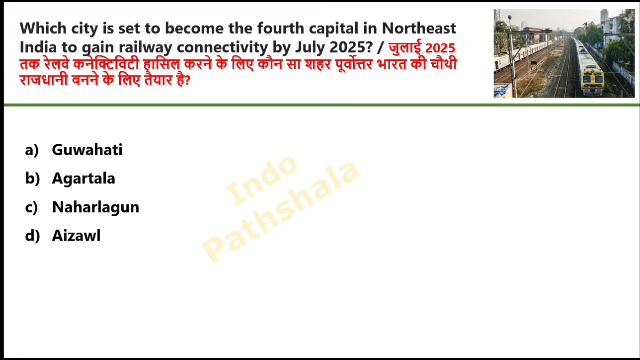 Which city is set to become the fourth capital in Northeast
India to gain railway connectivity by July 2025? / जुलाई 2025
तक रेलवे कनेक्टिविटी हासिल करने के लिए कौन सा शहर पूर्वोत्तर भारत की चौथी
राजधानी बनने के लिए तैयार है?
a) Guwahati
b) Agartala
c) Naharlagun
d) Aizawl
Indo
Pathshala